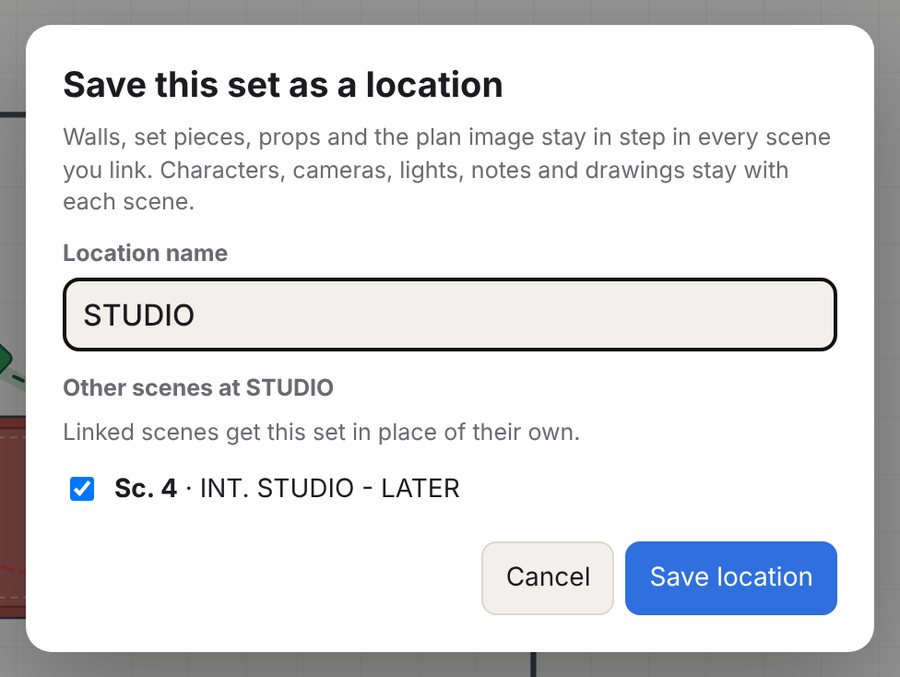 Save this set as a location
Walls, set pieces, props and the plan image stay in step in every scene
you link. Characters, cameras, lights, notes and drawings stay with
each scene.
Location name
STUDIO
Other scenes at STUDIO
Linked scenes get this set in place of their own.
Sc. 4 · INT. STUDIO - LATER
Cancel
Save location